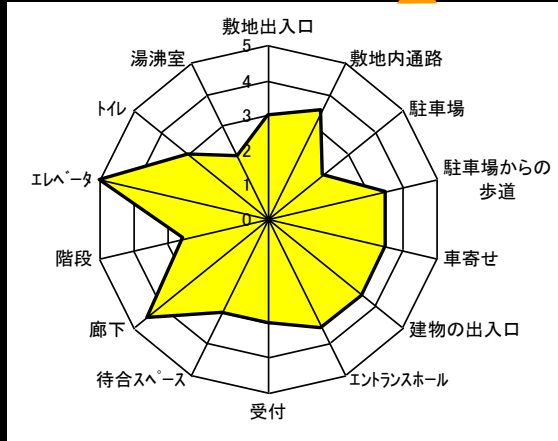 敷地出入口
敷地内通路
駐車場
駐車場からの
歩道
車寄せ
建物の出入口
エントランスホール
受付
待合スペース
廊下
階段
エレベータ
トイレ
湯沸室
5
4
3
2
1
0